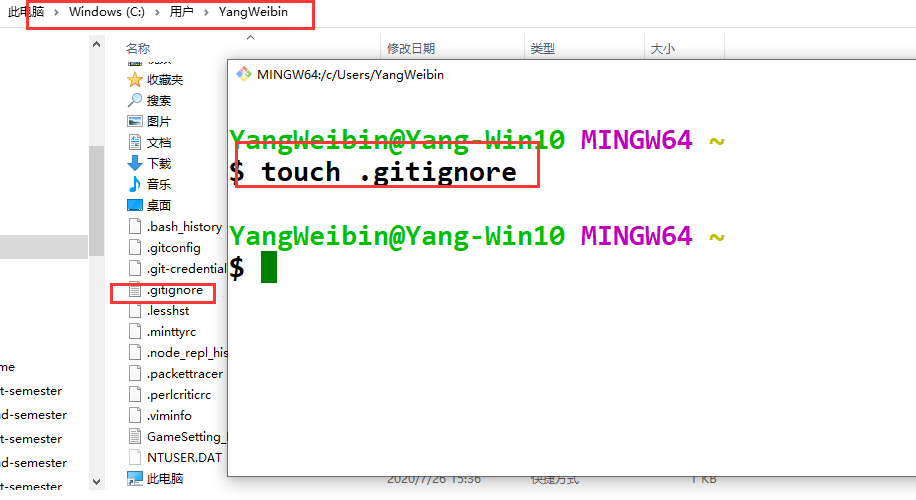 此电脑 > Windows (C:) > 用户 > YangWeibin
名称 修改日期 类型 大小
收藏夹
搜索
图片
文档
下载
音乐
桌面
.bash_history
.gitconfig
.git-credential
.gitignore
.lesshst
.minttyrc
.node_repl_his
.packettracer
.perlcriticrc
.viminfo
GameSetting_
NTUSER.DAT
此电脑 2020/7/26 15:36 快捷方式 1 KB
me
t-semester
d-semester
t-semester
d-semester
MINGW64:/c/Users/YangWeibin
YangWeibin@Yang-Win10 MINGW64 ~
$ touch .gitignore
YangWeibin@Yang-Win10 MINGW64 ~
$